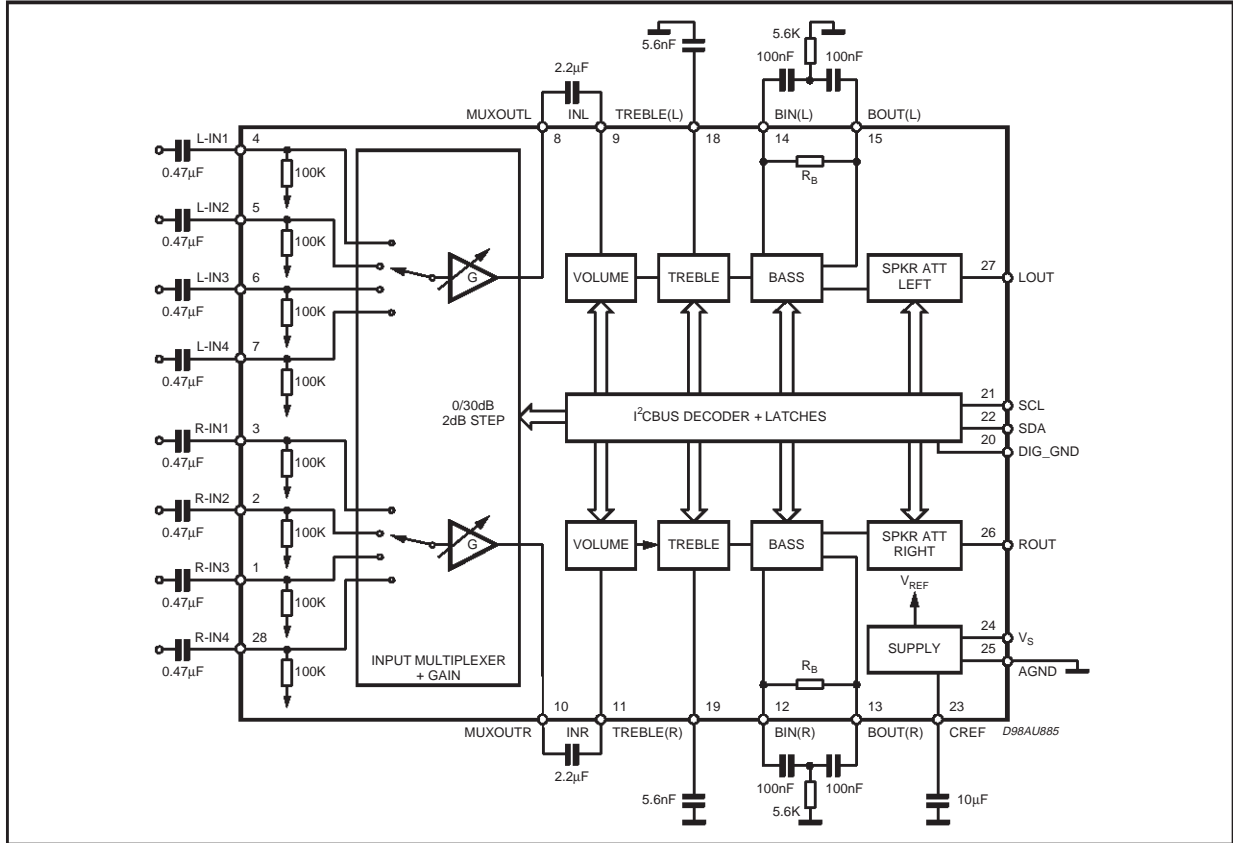 5.6K
5.6nF
100nF
100nF
2.2µF
MUXOUTL
INL
TREBLE(L)
BIN(L)
BOUT(L)
8
9
18
14
15
L-IN1
4
0.47µF
100K
R_B
L-IN2
5
0.47µF
100K
L-IN3
6
0.47µF
100K
G
VOLUME
TREBLE
BASS
SPKR ATT
LEFT
27
LOUT
L-IN4
7
0.47µF
100K
0/30dB
2dB STEP
I²CBUS DECODER + LATCHES
21
SCL
22
SDA
20
DIG_GND
R-IN1
3
0.47µF
100K
R-IN2
2
0.47µF
100K
G
VOLUME
TREBLE
BASS
SPKR ATT
RIGHT
26
ROUT
R-IN3
1
0.47µF
100K
V_REF
R-IN4
28
0.47µF
100K
INPUT MULTIPLEXER
+ GAIN
R_B
SUPPLY
24
V_S
25
AGND
10
11
19
12
13
23
MUXOUTR
INR
TREBLE(R)
BIN(R)
BOUT(R)
CREF
D98AU885
2.2µF
5.6nF
100nF
100nF
5.6K
10µF